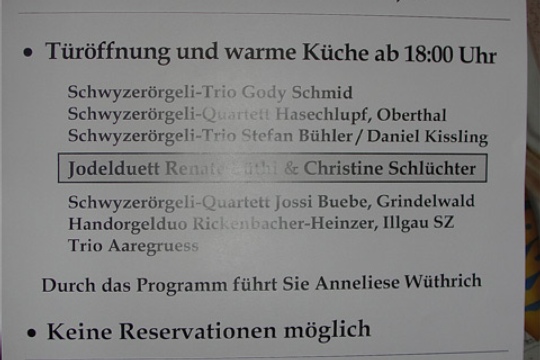 • Türöffnung und warme Küche ab 18:00 Uhr
Schwyzerörgeli-Trio Gody Schmid
Schwyzerörgeli-Quartett Hasechlupf, Oberthal
Schwyzerörgeli-Trio Stefan Bühler / Daniel Kissling
Jodelduett Renate Lüthi & Christine Schlüchter
Schwyzerörgeli-Quartett Jossi Buebe, Grindelwald
Handorgelduo Rickenbacher-Heinzer, Illgau SZ
Trio Aaregruess
Durch das Programm führt Sie Anneliese Wüthrich
• Keine Reservationen möglich